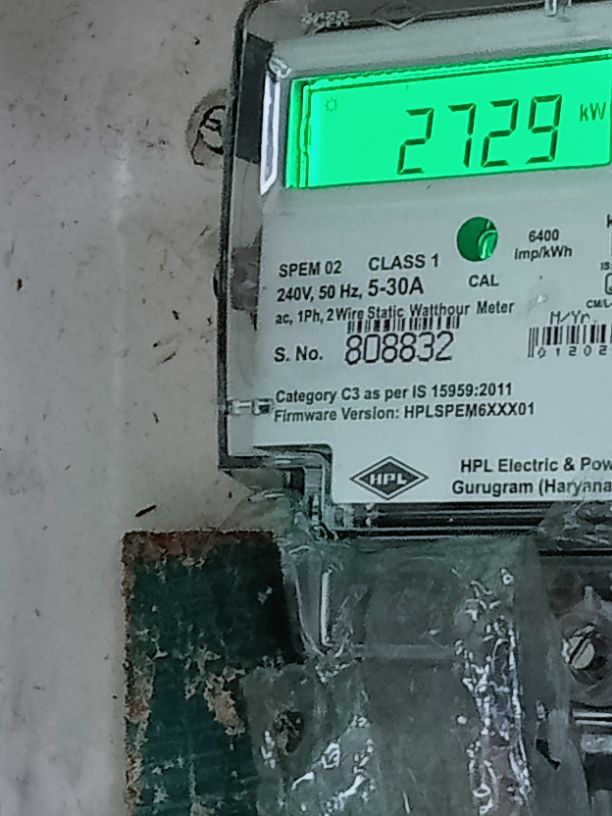 2729 kW
6400
Imp/kWh
SPEM 02 CLASS 1
CAL
240V, 50 Hz, 5-30A
ac, 1Ph, 2 Wire Static Watthour Meter
M/Yr.
S. No. 808832
01202
Category C3 as per IS 15959:2011
Firmware Version: HPLSPEM6XXX01
HPL
HPL Electric & Pow
Gurugram (Haryana